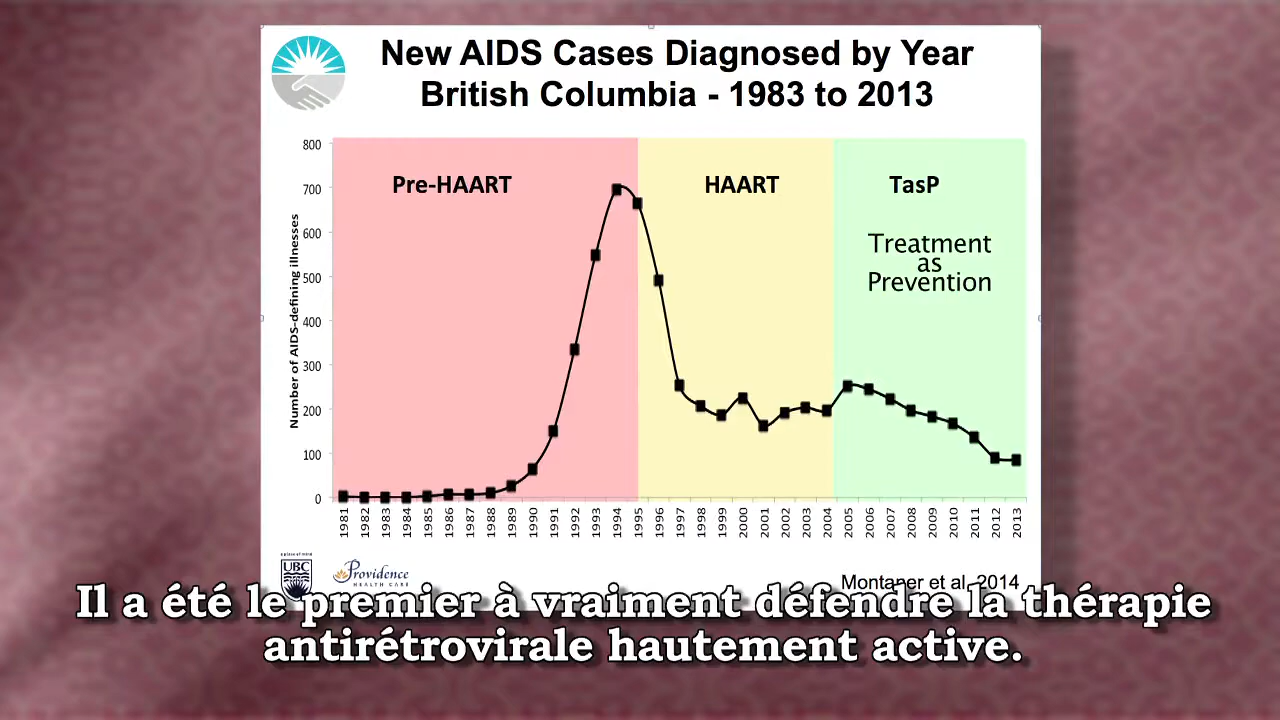 New AIDS Cases Diagnosed by Year
British Columbia - 1983 to 2013
800
700
600
500
400
300
200
100
0
Number of AIDS-defining illnesses
Pre-HAART
HAART
TasP
Treatment
as
Prevention
1981 1982 1983 1984 1985 1986 1987 1988 1989 1990 1991 1992 1993 1994 1995 1996 1997 1998 1999 2000 2001 2002 2003 2004 2005 2006 2007 2008 2009 2010 2011 2012 2013
a place of mind
UBC
Providence
HEALTH CARE
Montaner et al, 2014
Il a été le premier à vraiment défendre la thérapie
antirétrovirale hautement active.